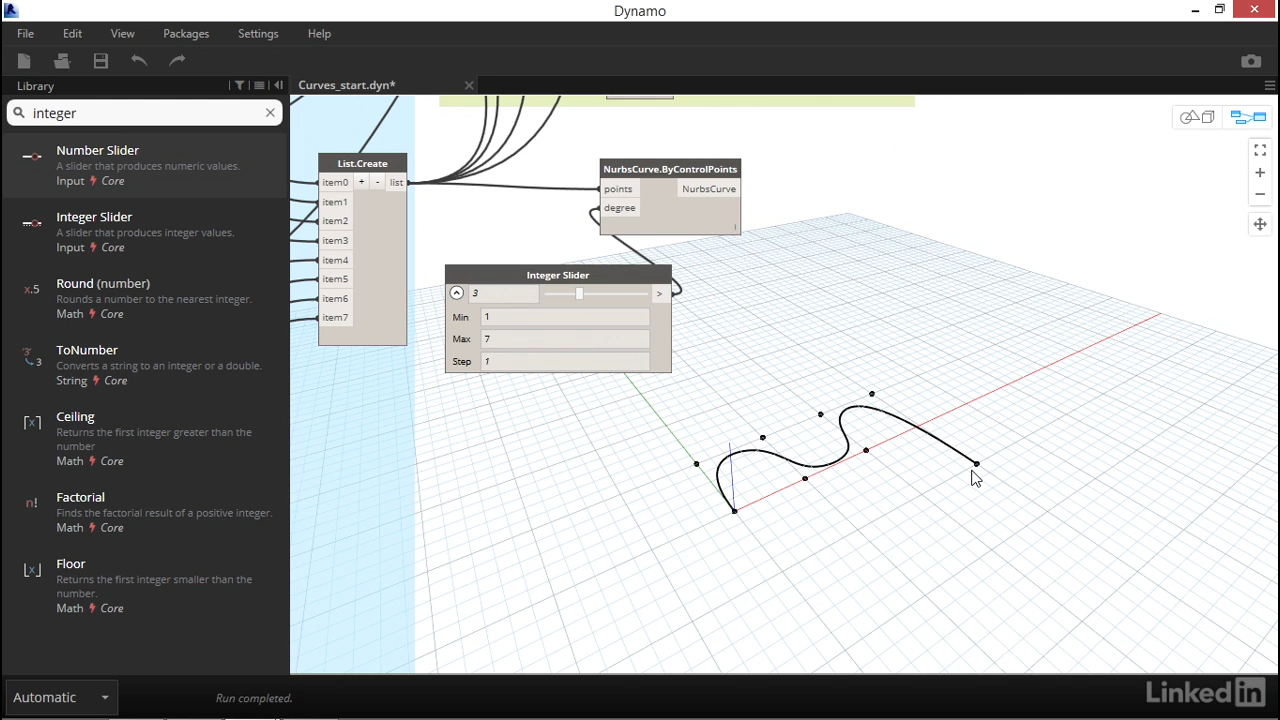 Dynamo
File Edit View Packages Settings Help
Library
Curves_start.dyn*
integer
Number Slider
A slider that produces numeric values.
Input Core
Integer Slider
A slider that produces integer values.
Input Core
x.5 Round (number)
Rounds a number to the nearest integer.
Math Core
ToNumber
Converts a string to an integer or a double.
String Core
Ceiling
Returns the first integer greater than the
number
Math Core
n! Factorial
Finds the factorial result of a positive integer.
Math Core
Floor
Returns the first integer smaller than the
number.
Math Core
List.Create
item0 + - list
item1
item2
item3
item4
item5
item6
item7
NurbsCurve.ByControlPoints
points NurbsCurve
degree
Integer Slider
3 >
Min 1
Max 7
Step 1
Automatic Run completed.
Linked in